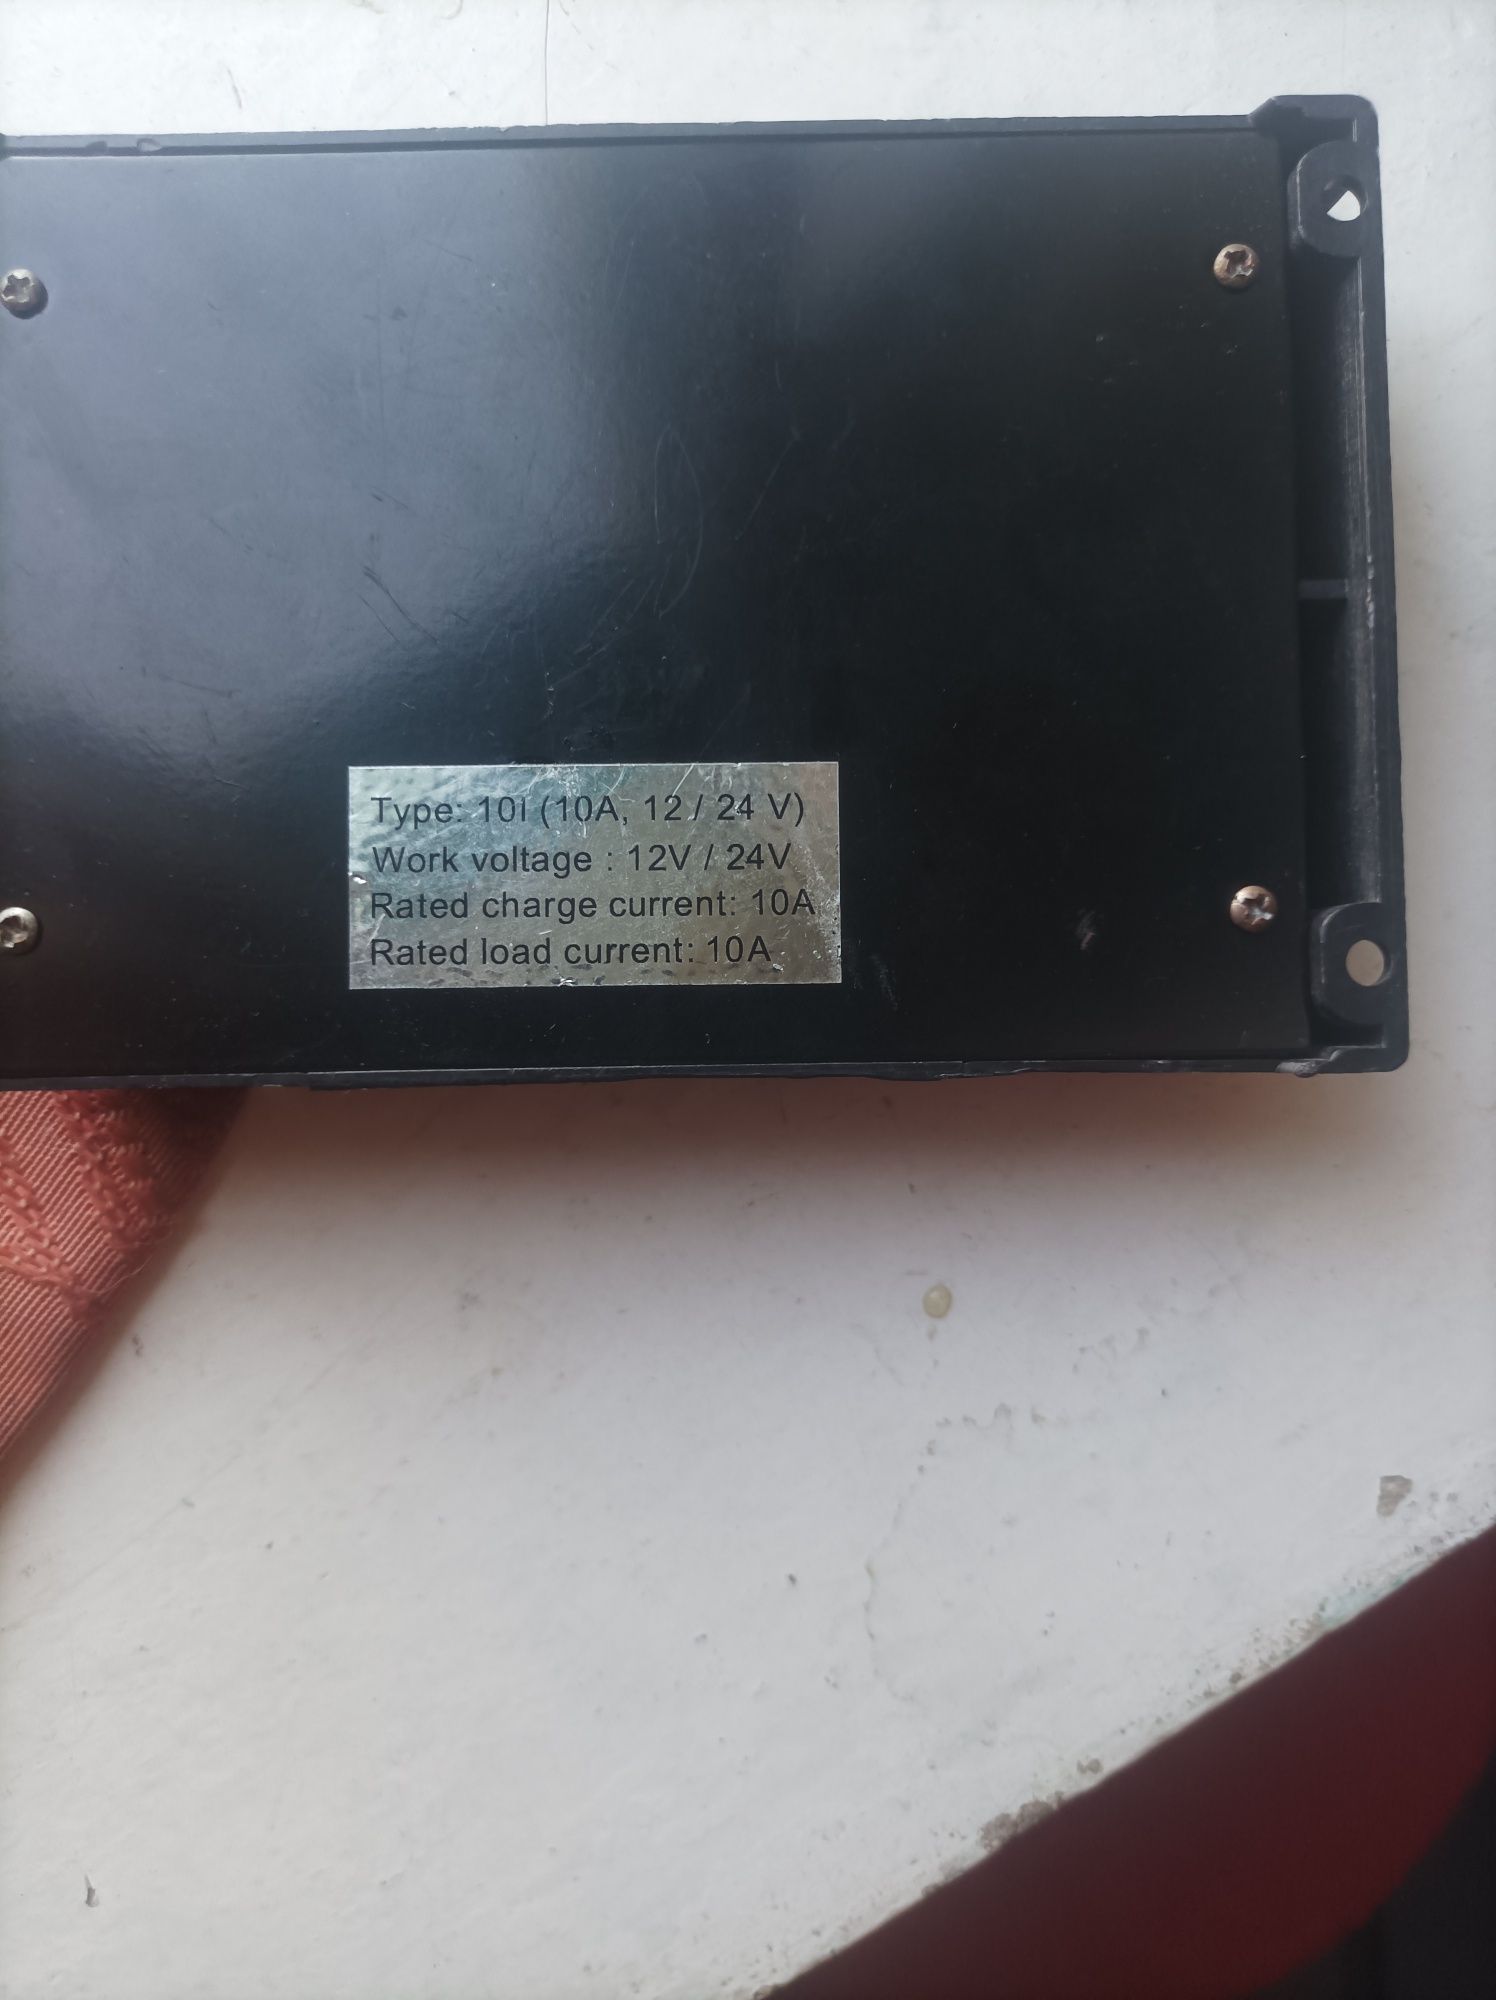 Type: 10I (10A, 12 / 24 V)
Work voltage : 12V / 24V
Rated charge current: 10A
Rated load current: 10A